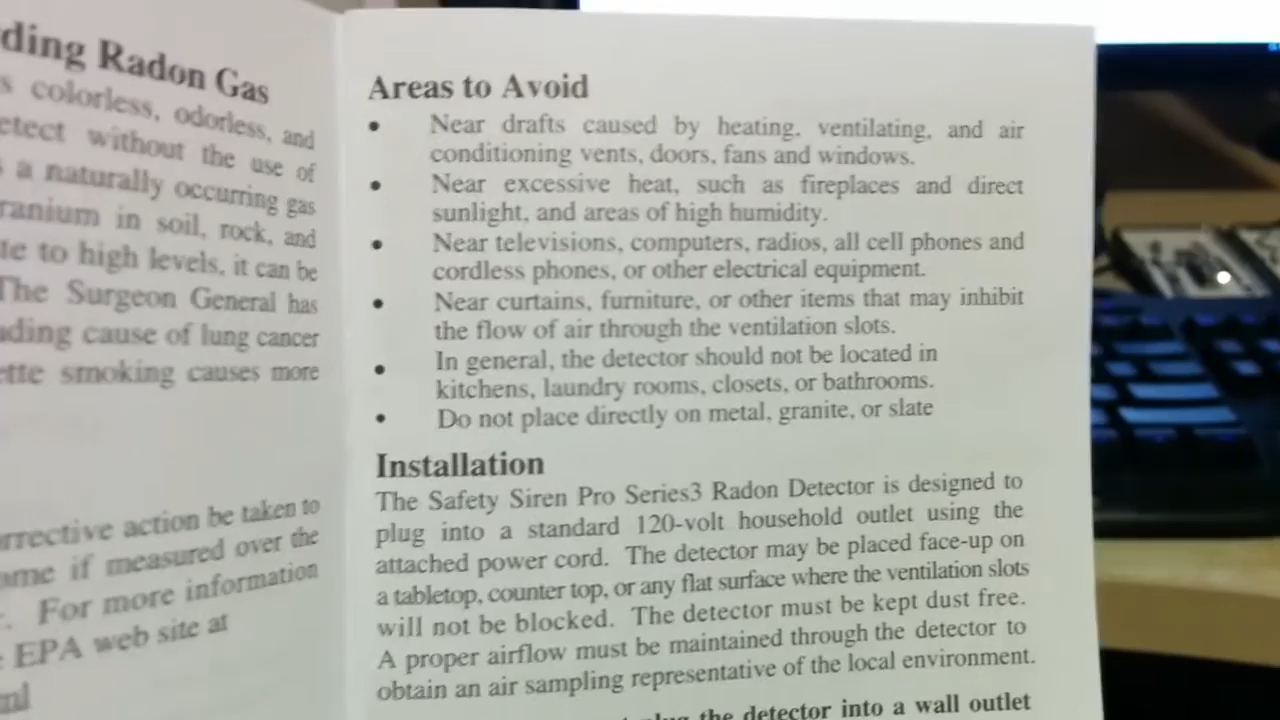 ding Radon Gas
s colorless, odorless, and
etect without the use of
s a naturally occurring gas
ranium in soil, rock, and
te to high levels, it can be
The Surgeon General has
ding cause of lung cancer
ette smoking causes more
rrective action be taken to
ome if measured over the
For more information
EPA web site at
ml
Areas to Avoid
• Near drafts caused by heating, ventilating, and air
conditioning vents, doors, fans and windows.
• Near excessive heat, such as fireplaces and direct
sunlight, and areas of high humidity.
• Near televisions, computers, radios, all cell phones and
cordless phones, or other electrical equipment.
• Near curtains, furniture, or other items that may inhibit
the flow of air through the ventilation slots.
• In general, the detector should not be located in
kitchens, laundry rooms, closets, or bathrooms.
• Do not place directly on metal, granite, or slate
Installation
The Safety Siren Pro Series3 Radon Detector is designed to
plug into a standard 120-volt household outlet using the
attached power cord. The detector may be placed face-up on
a tabletop, counter top, or any flat surface where the ventilation slots
will not be blocked. The detector must be kept dust free.
A proper airflow must be maintained through the detector to
obtain an air sampling representative of the local environment.
plug the detector into a wall outlet